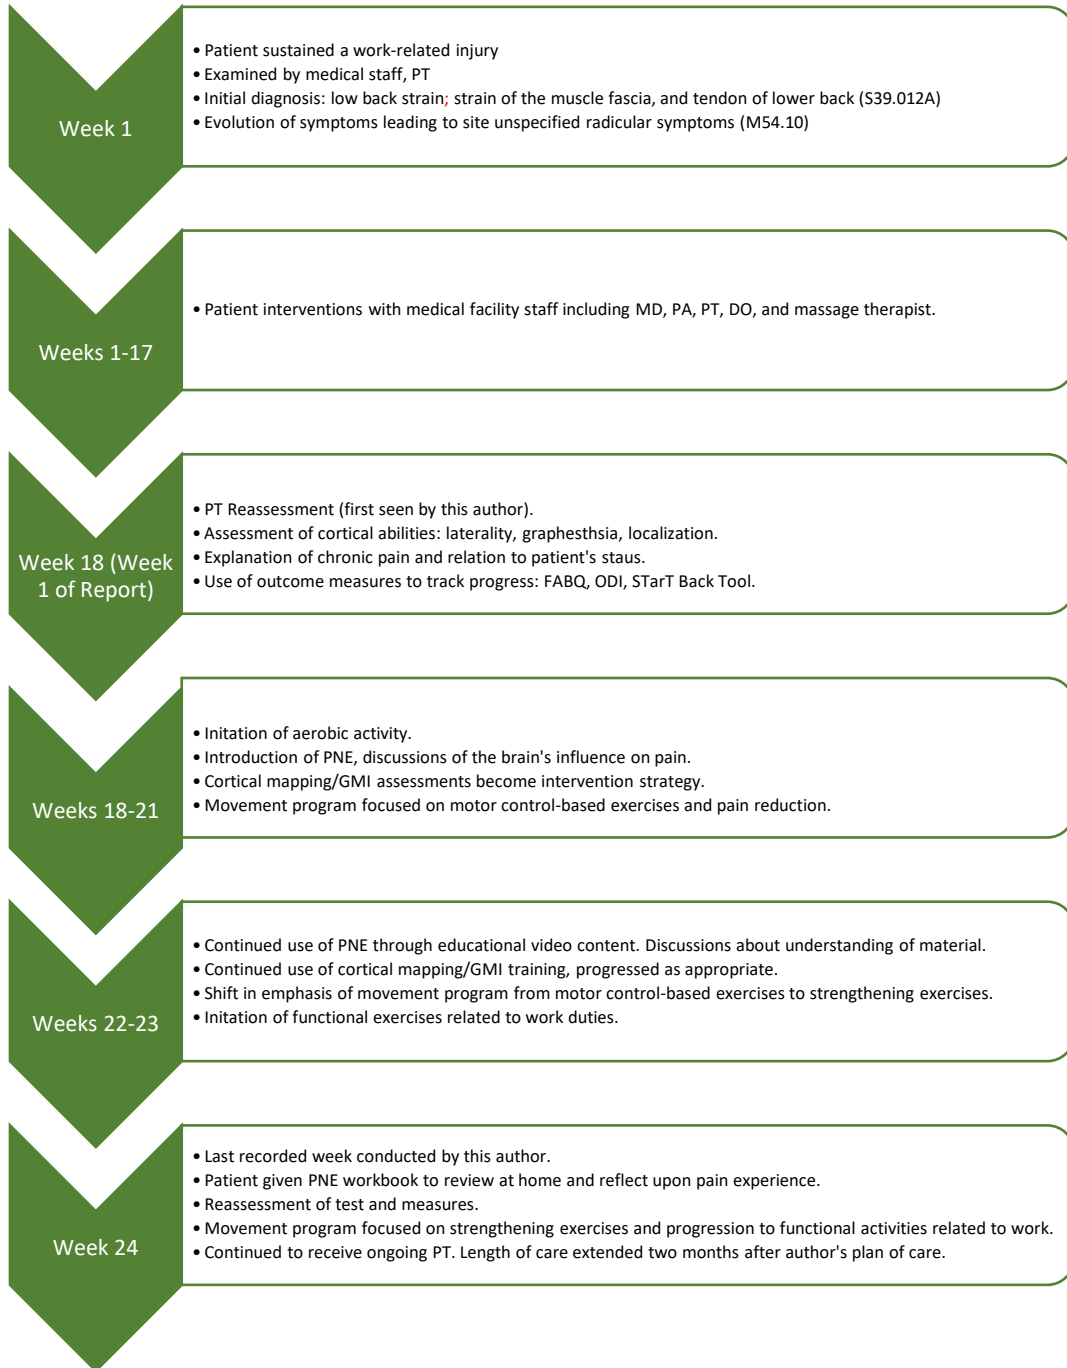 Week 1
• Patient sustained a work-related injury
• Examined by medical staff, PT
• Initial diagnosis: low back strain; strain of the muscle fascia, and tendon of lower back (S39.012A)
• Evolution of symptoms leading to site unspecified radicular symptoms (M54.10)
Weeks 1-17
• Patient interventions with medical facility staff including MD, PA, PT, DO, and massage therapist.
Week 18 (Week
1 of Report)
• PT Reassessment (first seen by this author).
• Assessment of cortical abilities: laterality, graphesthsia, localization.
• Explanation of chronic pain and relation to patient's staus.
• Use of outcome measures to track progress: FABQ, ODI, STarT Back Tool.
Weeks 18-21
• Initation of aerobic activity.
• Introduction of PNE, discussions of the brain's influence on pain.
• Cortical mapping/GMI assessments become intervention strategy.
• Movement program focused on motor control-based exercises and pain reduction.
Weeks 22-23
• Continued use of PNE through educational video content. Discussions about understanding of material.
• Continued use of cortical mapping/GMI training, progressed as appropriate.
• Shift in emphasis of movement program from motor control-based exercises to strengthening exercises.
• Initation of functional exercises related to work duties.
Week 24
• Last recorded week conducted by this author.
• Patient given PNE workbook to review at home and reflect upon pain experience.
• Reassessment of test and measures.
• Movement program focused on strengthening exercises and progression to functional activities related to work.
• Continued to receive ongoing PT. Length of care extended two months after author's plan of care.